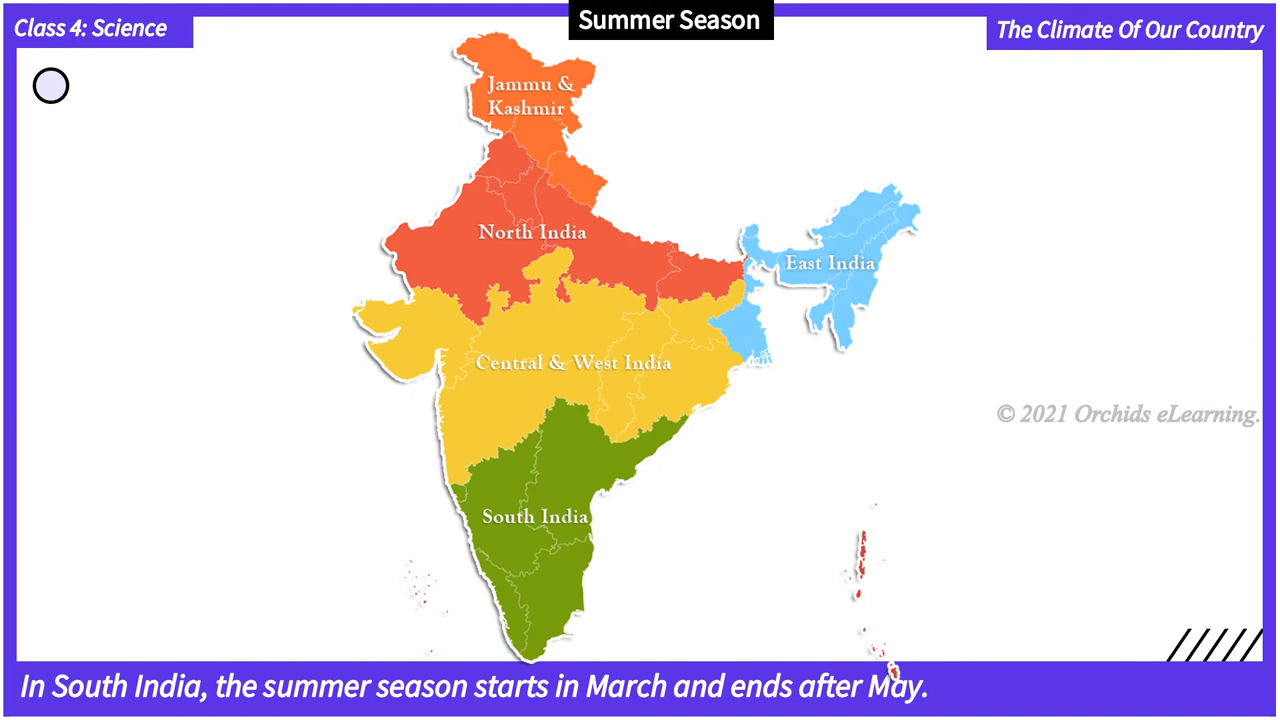 Class 4: Science
Summer Season
The Climate Of Our Country
Jammu &
Kashmir
North India
East India
Central & West India
© 2021 Orchids eLearning.
South India
In South India, the summer season starts in March and ends after May.